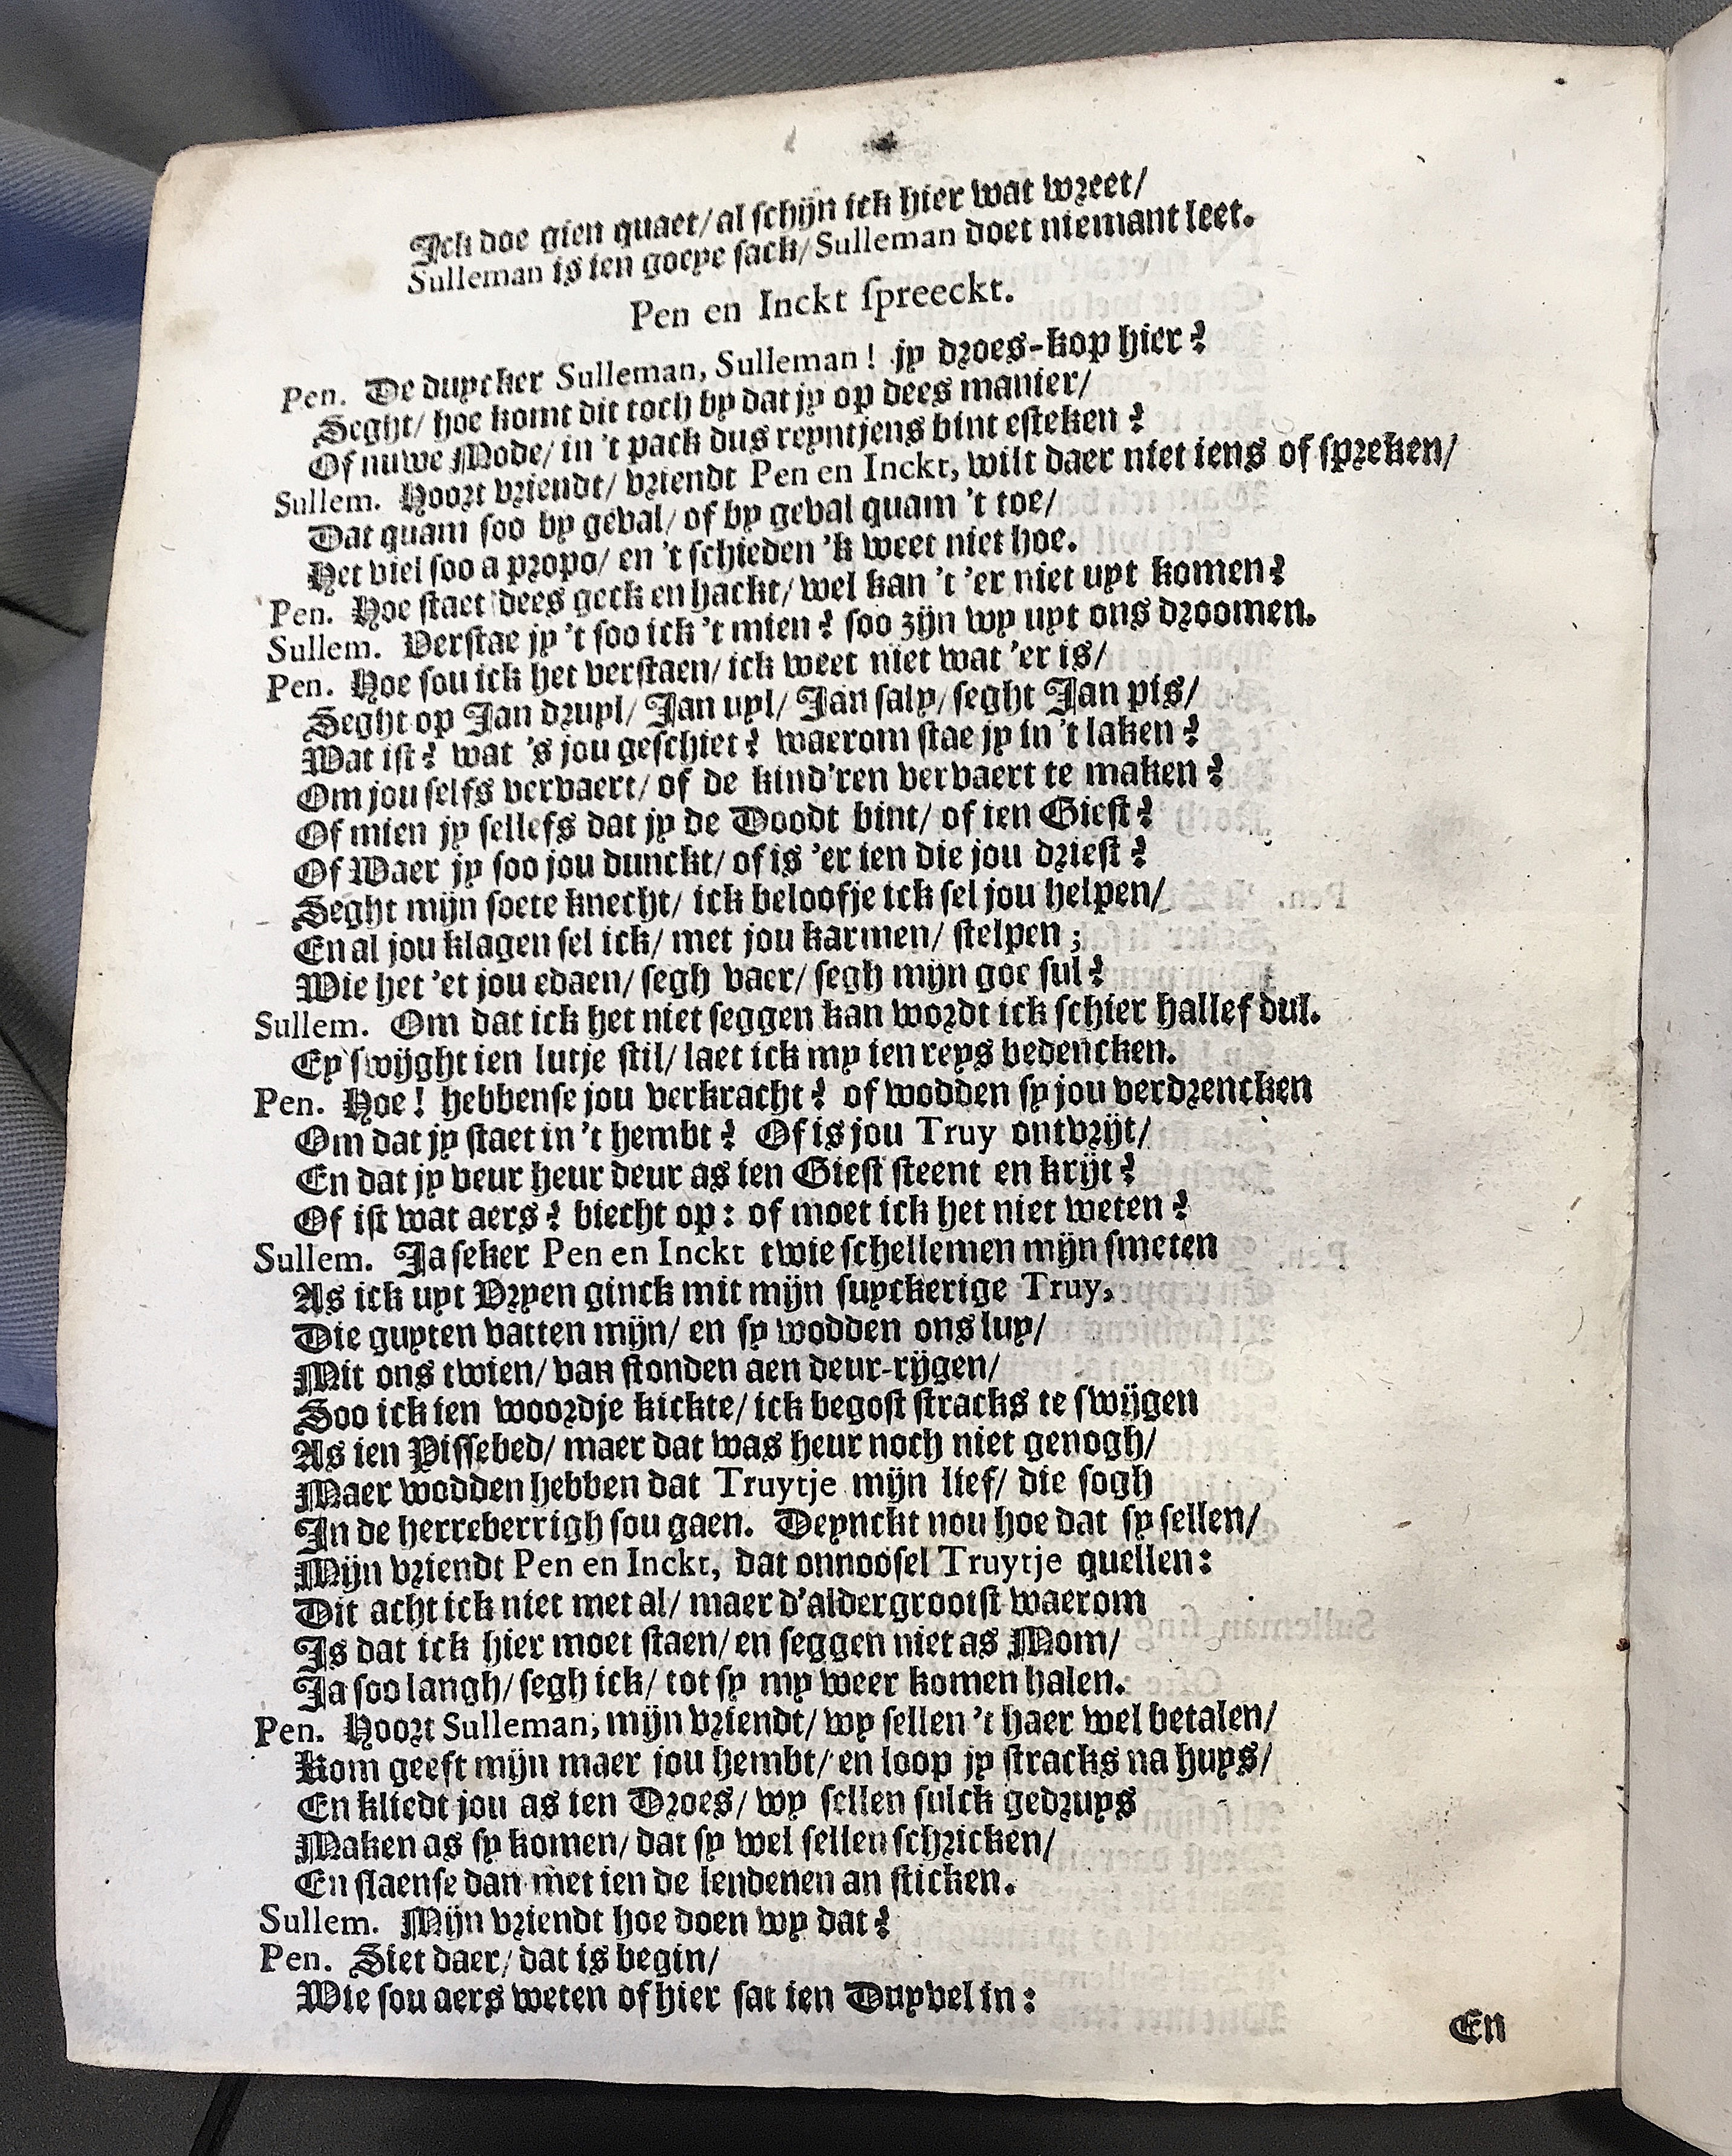 Ick doe gien quaet/ al schijn ick hier wat wreet/
Sulleman is ien goeye sack/ Sulleman doet niemant leet.
Pen en Inckt spreeckt.
Pen. De duycker Sulleman, Sulleman! jy droes-kop hier?
Seght/ hoe komt dit toch by dat jy op dees manier/
Of nuwe Mode/ in 't pack dus reyntjens bint esteken?
Sullem. Hoort vriendt/ vriendt Pen en Inckt, wilt daer niet iens of spreken/
Dat quam soo by geval/ of by geval quam 't toe/
Het viel soo a propo/ en 't schieden 'k weet niet hoe.
Pen. Hoe staet dees geck en hackt/ wel kan 't 'er niet uyt komen?
Sullem. Verstae jy 't soo ick 't mien? soo zijn wy uyt ons droomen.
Pen. Hoe sou ick het verstaen/ ick weet niet wat 'er is/
Seght op Jan druyl/ Jan uyl/ Jan saly/ seght Jan pis/
Wat ist? wat 's jou geschiet? waerom stae jy in 't laken?
Om jou selfs vervaert/ of de kind'ren vervaert te maken?
Of mien jy sellefs dat jy de Doodt bint/ of ien Giest?
Of Waer jy soo jou dunckt/ of is 'er ien die jou driest?
Seght mijn soete knecht/ ick beloofje ick sel jou helpen/
En al jou klagen sel ick/ met jou karmen/ stelpen;
Wie het 'et jou edaen/ segh vaer/ segh mijn goe sul?
Sullem. Om dat ick het niet seggen kan wordt ick schier hallef dul.
Ey swijght ien lutje stil/ laet ick my ien reys bedencken.
Pen. Hoe! hebbense jou verkracht? of wodden sy jou verdrencken
Om dat jy staet in 't hembt? Of is jou Truy ontvrijt/
En dat jy veur heur deur as ien Giest steent en krijt?
Of ist wat aers? biecht op: of moet ick het niet weten?
Sullem. Ja seker Pen en Inckt twie schellemen mijn smeten
As ick uyt Vryen ginck mit mijn suyckerige Truy,
Die guyten vatten mijn/ en sy wodden ons luy/
Mit ons twien/ van stonden aen deur-rijgen/
Soo ick ien woordje kickte/ ick begost stracks te swijgen
As ien Pissebed/ maer dat was heur noch niet genogh/
Maer wodden hebben dat Truytje mijn lief/ die sogh
In de herreberrigh sou gaen. Deynckt nou hoe dat sy sellen/
Mijn vriendt Pen en Inckt, dat onnoosel Truytje quellen:
Dit acht ick niet met al/ maer d'aldergrootst waerom
Is dat ick hier moet staen/ en seggen niet as Mom/
Ja soo langh/ segh ick/ tot sy my weer komen halen.
Pen. Hoort Sulleman, mijn vriendt/ wy sellen 't haer wel betalen/
Kom geeft mijn maer jou hembt/ en loop jy stracks na huys/
En kliedt jou as ien Droes/ wy sellen sulck gedruys
Maken as sy komen/ dat sy wel sellen schricken/
En slaense dan met ien de lendenen an sticken.
Sullem. Mijn vriendt hoe doen wy dat?
Pen. Siet daer/ dat is begin/
Wie sou aers weten of hier sat ien Duyvel in:
En